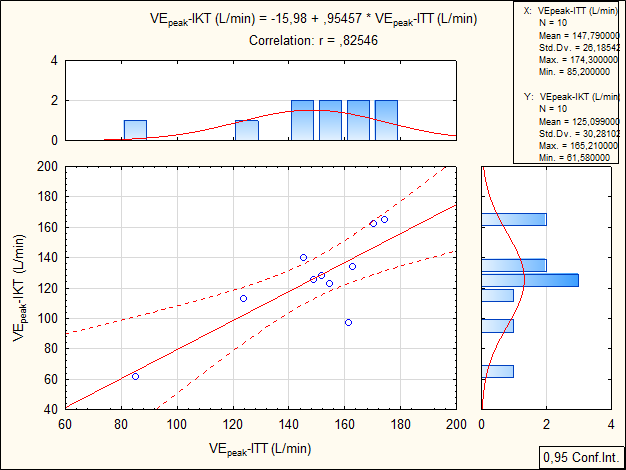 VEpeak-IKT (L/min) = -15,98 + ,95457 * VEpeak-ITT (L/min)
Correlation: r = ,82546
X: VEpeak-ITT (L/min)
N = 10
Mean = 147,790000
Std.Dv. = 26,18542
Max. = 174,300000
Min. = 85,200000
Y: VEpeak-IKT (L/min)
N = 10
Mean = 125,099000
Std.Dv. = 30,28102
Max. = 165,210000
Min. = 61,580000
4
2
0
200
180
160
140
120
100
80
60
40
VEpeak-IKT (L/min)
60 80 100 120 140 160 180 200
VEpeak-ITT (L/min)
0 2 4
0,95 Conf.Int.